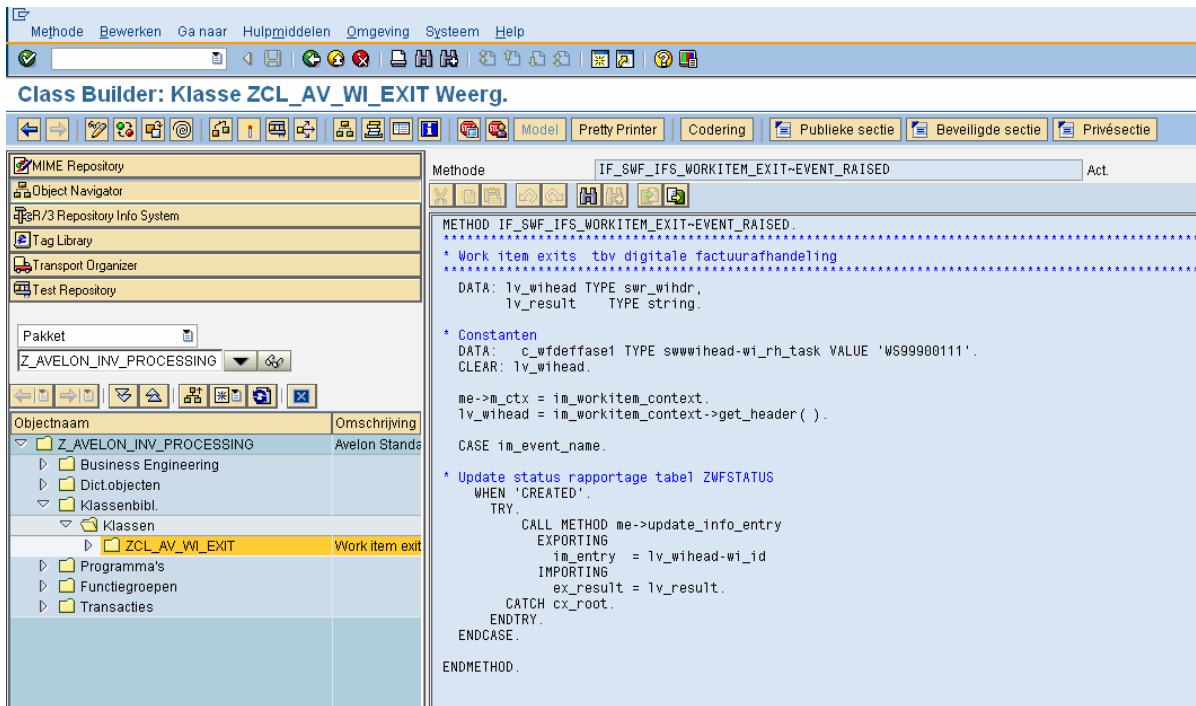 Methode Bewerken Ga naar Hulpmiddelen Omgeving Systeem Help
Class Builder: Klasse ZCL_AV_WI_EXIT Weerg.
Model Pretty Printer Codering Publieke sectie Beveiligde sectie Privésectie
MIME Repository
Object Navigator
R/3 Repository Info System
Tag Library
Transport Organizer
Test Repository
Pakket
Z_AVELON_INV_PROCESSING
Objectnaam Omschrijving
Z_AVELON_INV_PROCESSING Avelon Standa
Business Engineering
Dict.objecten
Klassenbibl.
Klassen
ZCL_AV_WI_EXIT Work item exit
Programma's
Functiegroepen
Transacties
Methode IF_SWF_IFS_WORKITEM_EXIT~EVENT_RAISED Act.
METHOD IF_SWF_IFS_WORKITEM_EXIT~EVENT_RAISED.
* Work item exits tbv digitale factuurafhandeling
DATA: lv_wihead TYPE swr_wihdr,
lv_result TYPE string.
* Constanten
DATA: c_wfdeffase1 TYPE swwwihead-wi_rh_task VALUE 'WS99900111'.
CLEAR: lv_wihead.
me->m_ctx = im_workitem_context.
lv_wihead = im_workitem_context->get_header( ).
CASE im_event_name.
* Update status rapportage tabel ZWFSTATUS
WHEN 'CREATED'.
TRY.
CALL METHOD me->update_info_entry
EXPORTING
im_entry = lv_wihead-wi_id
IMPORTING
ex_result = lv_result.
CATCH cx_root.
ENDTRY.
ENDCASE.
ENDMETHOD.